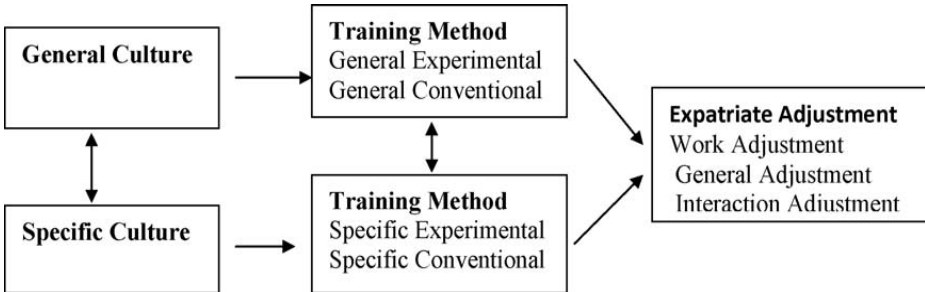 General Culture
Training Method
General Experimental
General Conventional
Expatriate Adjustment
Work Adjustment
General Adjustment
Interaction Adjustment
Specific Culture
Training Method
Specific Experimental
Specific Conventional